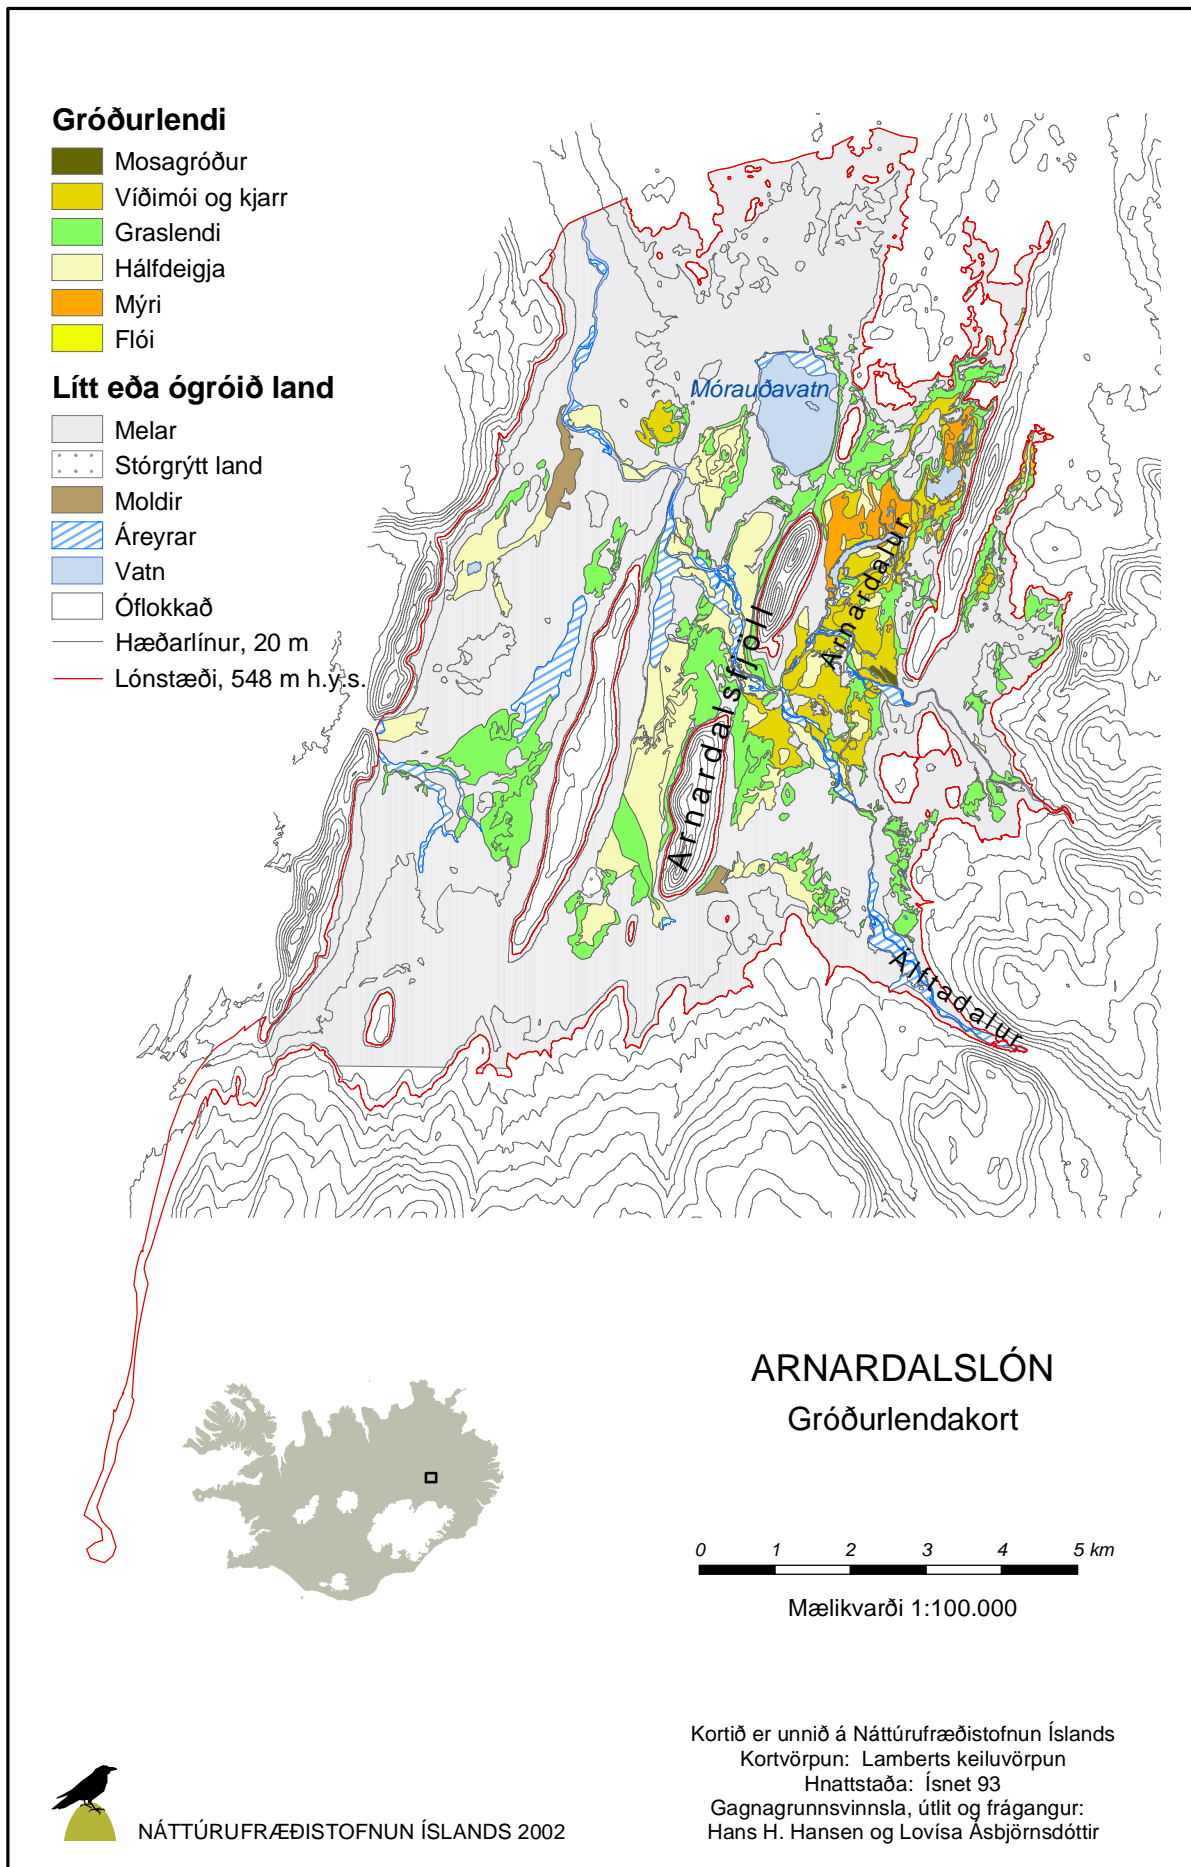 Gróðurlendi
Mosagróður
Víðimói og kjarr
Graslendi
Hálfdeigja
Mýri
Flói
Lítt eða ógróið land
Melar
Stórgrýtt land
Moldir
Áreyrar
Vatn
Óflokkað
Hæðarlínur, 20 m
Lónstæði, 548 m h.y.s.
Mórauðavatn
Arnardalur
Arnardalsfjöll
Álftadalur
ARNARDALSLÓN
Gróðurlendakort
0 1 2 3 4 5 km
Mælikvarði 1:100.000
Kortið er unnið á Náttúrufræðistofnun Íslands
Kortvörpun: Lamberts keiluvörpun
Hnattstaða: Ísnet 93
Gagnagrunnsvinnsla, útlit og frágangur:
Hans H. Hansen og Lovísa Ásbjörnsdóttir
NÁTTÚRUFRÆÐISTOFNUN ÍSLANDS 2002